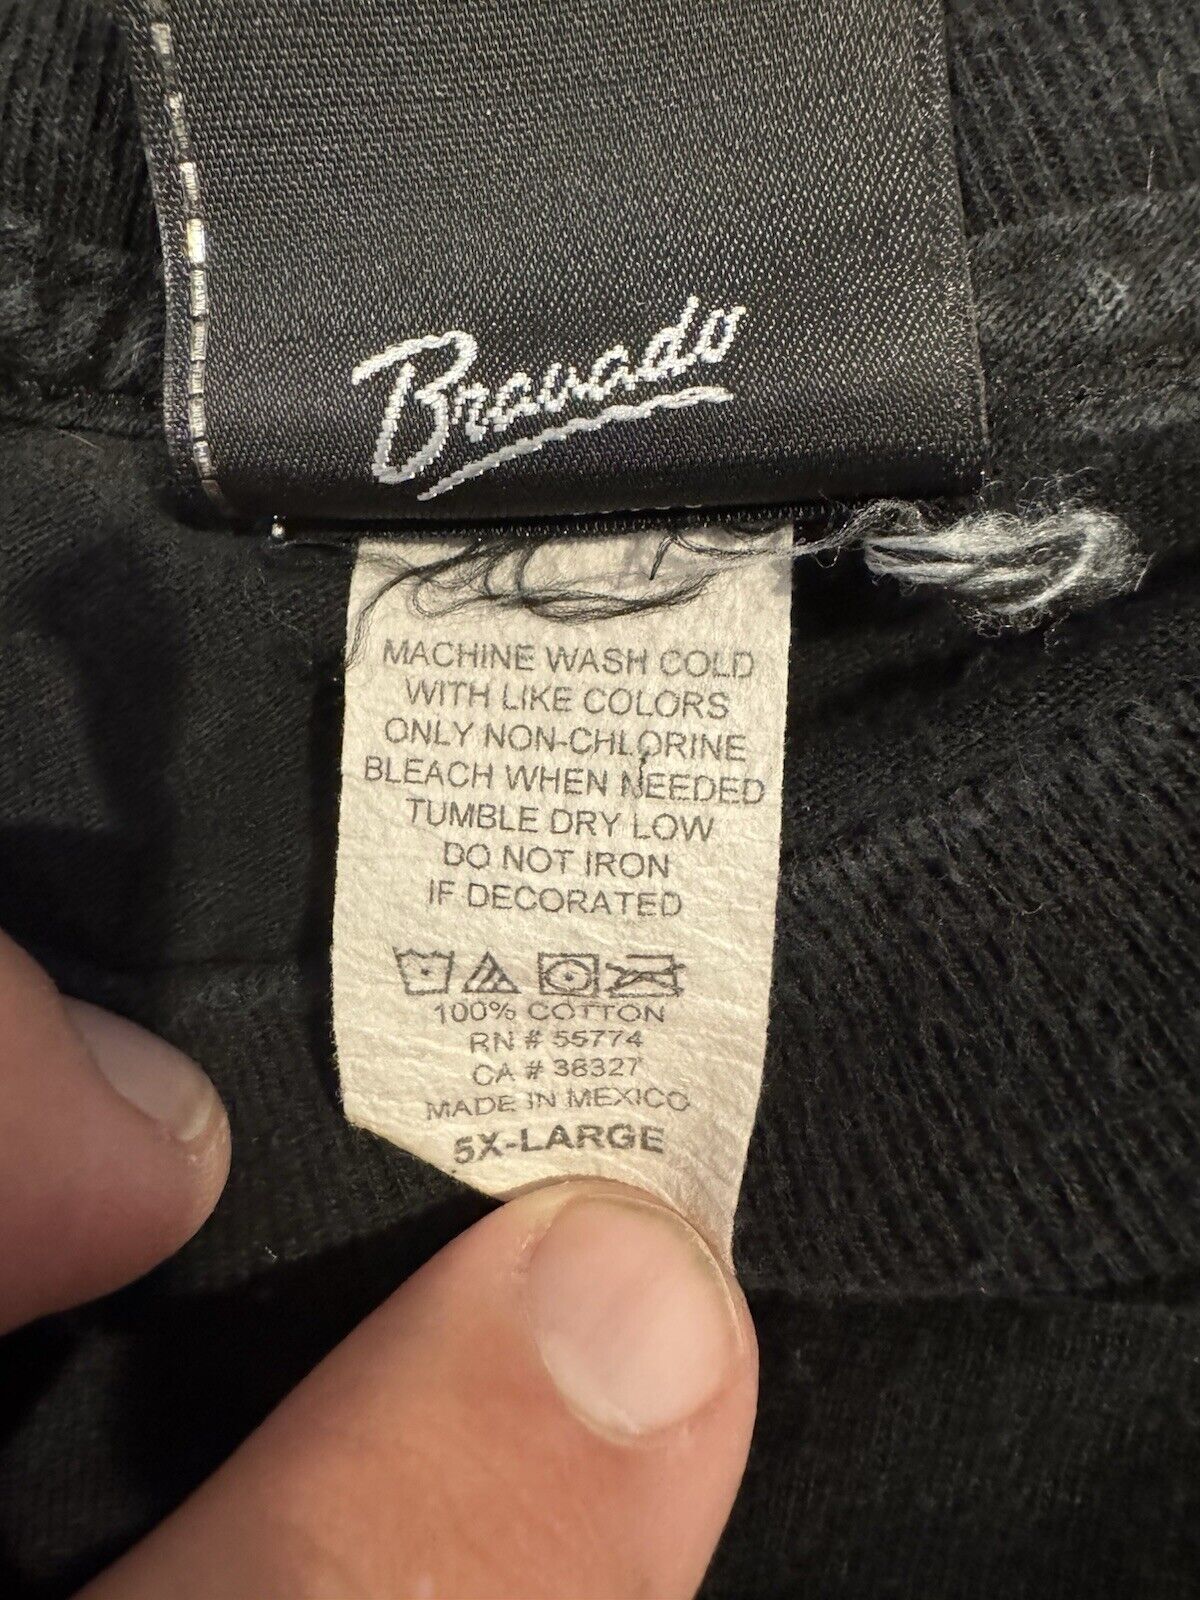 Bravado
MACHINE WASH COLD
WITH LIKE COLORS
ONLY NON-CHLORINE
BLEACH WHEN NEEDED
TUMBLE DRY LOW
DO NOT IRON
IF DECORATED
100% COTTON
RN # 55774
CA # 36327
MADE IN MEXICO
5X-LARGE